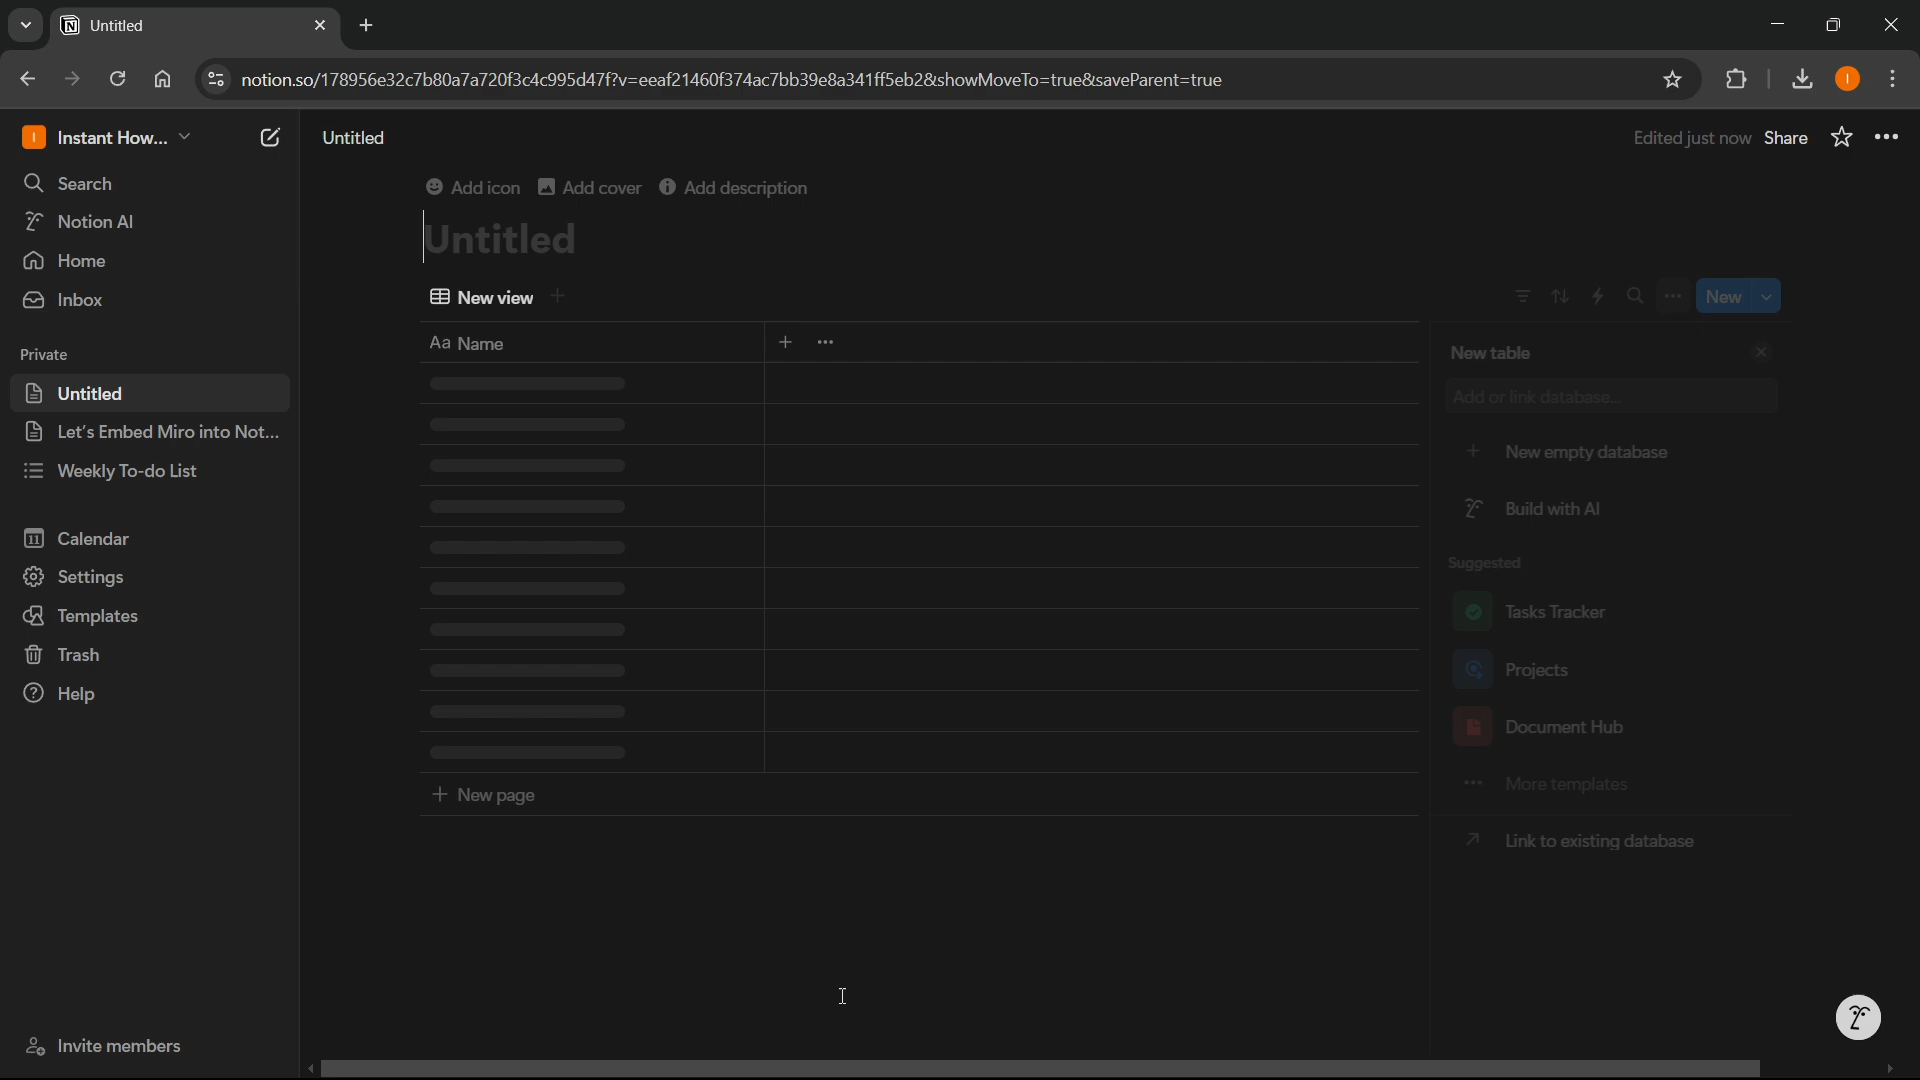 Untitled
notion.so/178956e32c7b80a7a720f3c4c995d47f?v=eeaf21460f374ac7bb39e8a341ff5eb2&showMoveTo=true&saveParent=true
I
I Instant How...
Untitled
Edited just now Share
Search
Notion AI
Home
Inbox
Private
Untitled
Let's Embed Miro into Not...
Weekly To-do List
11 Calendar
Settings
Templates
Trash
Help
Invite members
Add icon Add cover Add description
Untitled
New view
New
Aa Name
New page
New table
Add or link database...
New empty database
Build with AI
Suggested
Tasks Tracker
Projects
Document Hub
More templates
Link to existing database